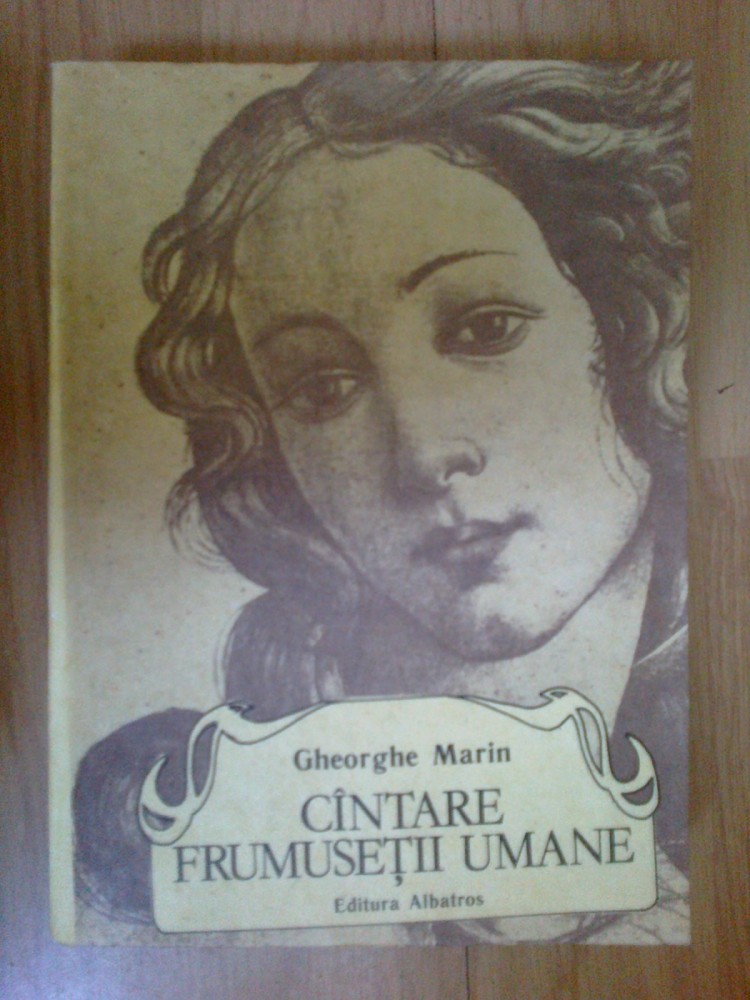 Gheorghe Marin
CÎNTARE
FRUMUSEȚII UMANE
Editura Albatros